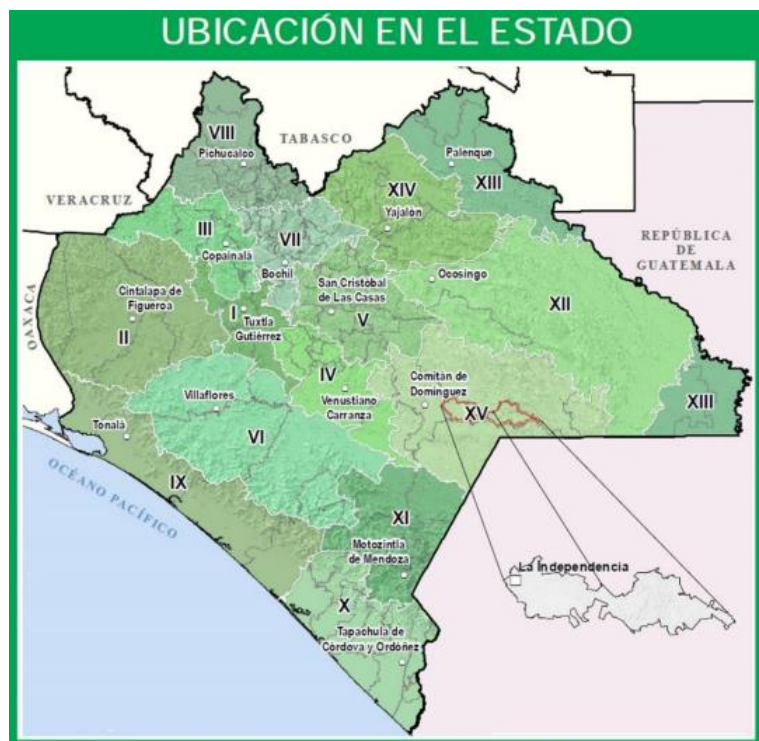 UBICACIÓN EN EL ESTADO
VIII
Pichucalco
TABASCO
Palenque
XIII
XIV
Yajalón
VERACRUZ
III
Copainalá
VII
Bochil
REPÚBLICA
DE
GUATEMALA
Ocosingo
San Cristóbal
de Las Casas
V
XII
OAXACA
Cintalapa de
Figueroa
II
I
Tuxtla
Gutiérrez
IV
Venustiano
Carranza
Comitán de
Domínguez
XV
XIII
Villaflores
VI
Tonalá
IX
OCÉANO PACÍFICO
XI
Motozintla
de Mendoza
La Independencia
X
Tapachula de
Córdova y Ordóñez